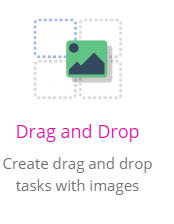 Drag and Drop
Create drag and drop
tasks with images